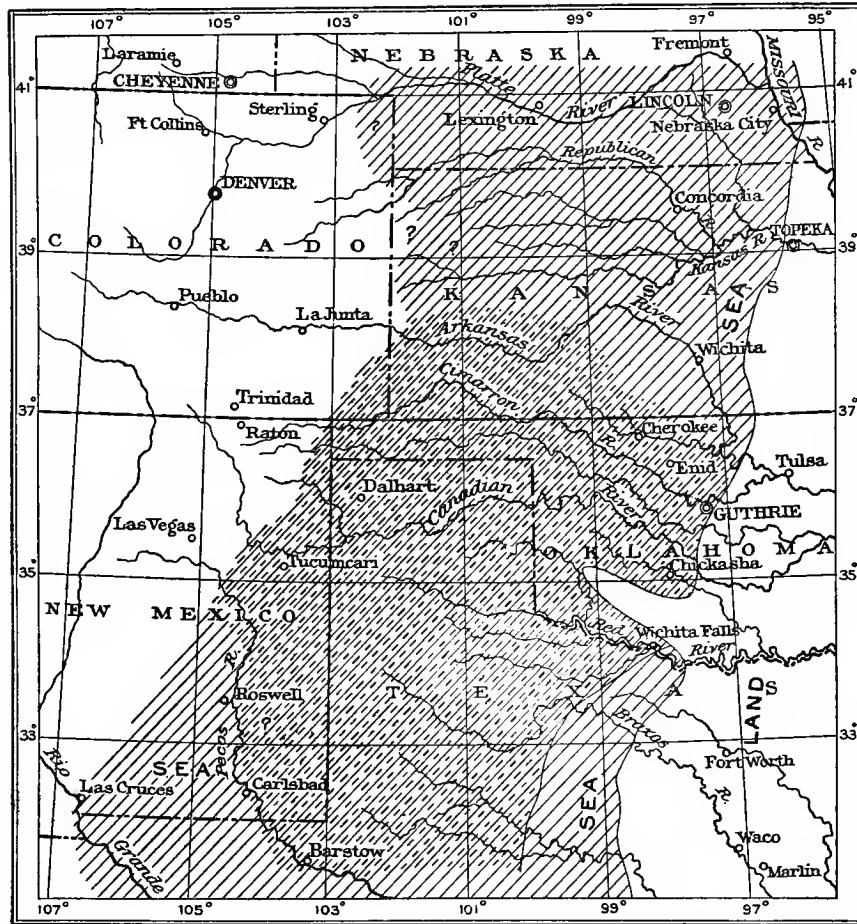 107° 105° 103° 101° 99° 97° 95°
Laramie
NEBRASKA
Fremont
Missouri R.
CHEYENNE
Platte River
41° 41°
Sterling
Lexington
LINCOLN
Ft Collins
?
Nebraska City
Republican
DENVER
Concordia
COLORADO
?
?
TOPEKA
39° 39°
Kansas R.
KANSAS
SEA
Pueblo
La Junta
Arkansas River
Wichita
Cimarron R.
Trinidad
37° 37°
Raton
Cherokee
Enid
Tulsa
Dalhart
Canadian River
GUTHRIE
Las Vegas
OKLAHOMA
Tucumcari
Chickasha
35° 35°
NEW MEXICO
Red River
Wichita Falls
Roswell
TEXAS
LAND
Pecos R.
?
Brazos R.
33° 33°
SEA
Fort Worth
Rio Grande
Las Cruces
Carlsbad
SEA
Barstow
Waco
Marlin
107° 105° 103° 101° 99° 97°